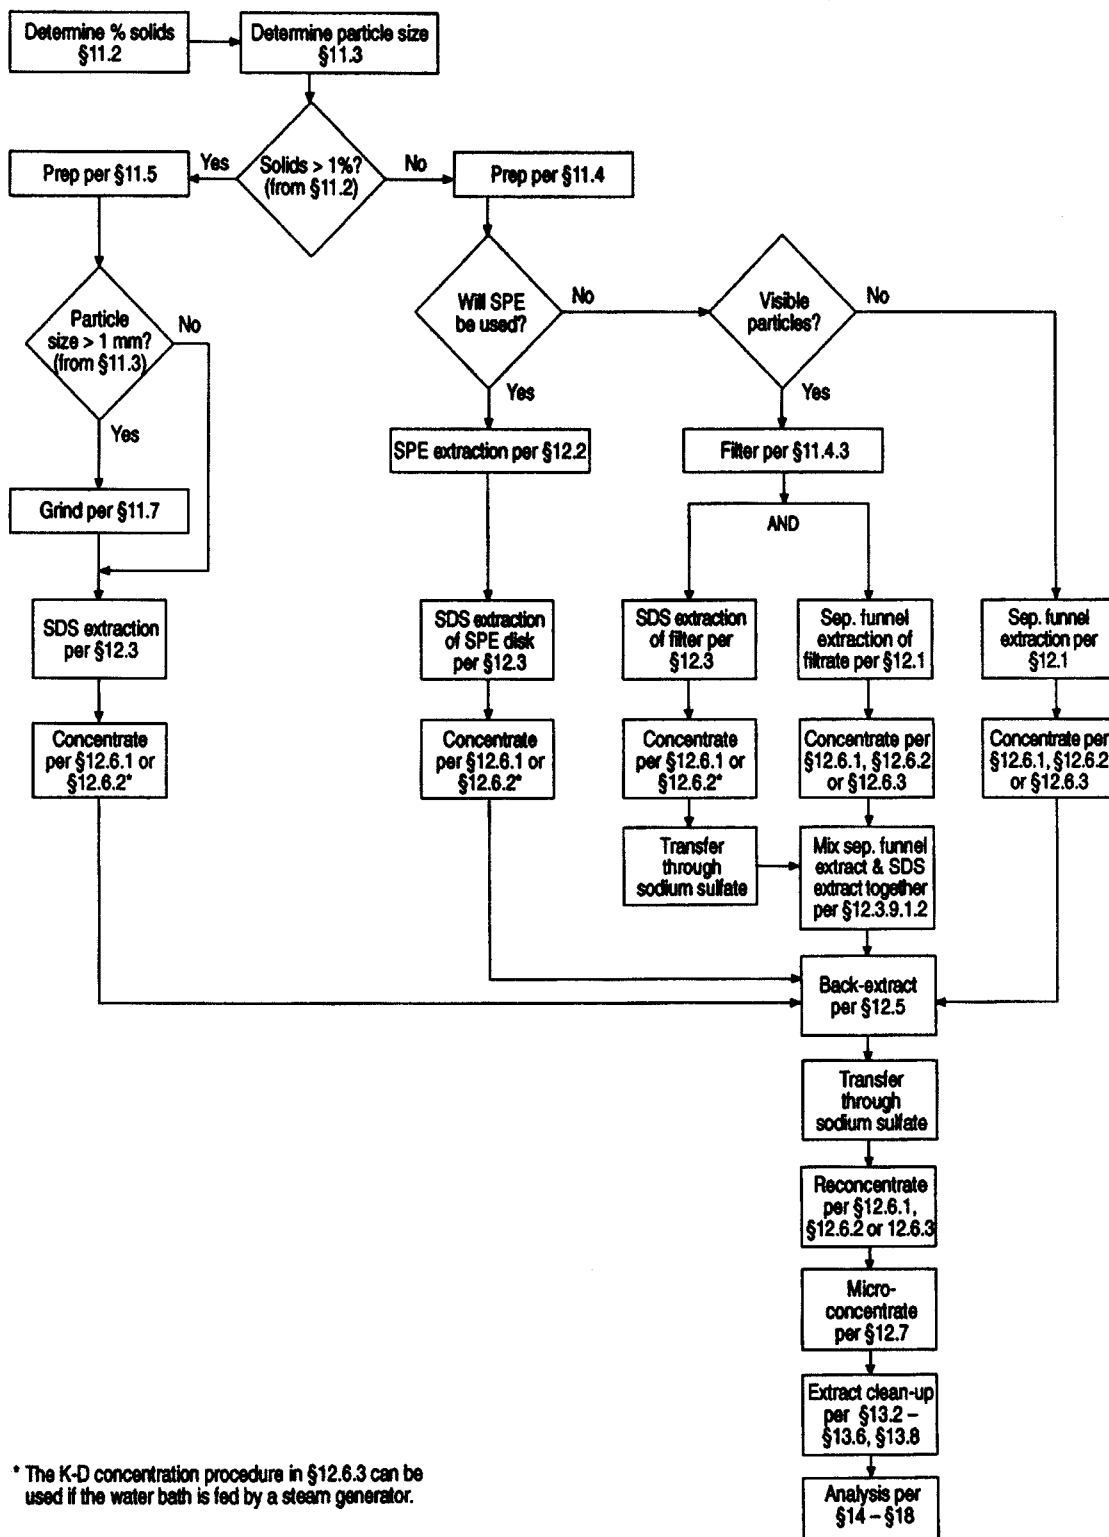 Determine % solids
§11.2
Determine particle size
§11.3
Solids > 1%?
(from §11.2)
Yes
No
Prep per §11.5
Prep per §11.4
Particle
size > 1 mm?
(from §11.3)
No
Yes
Will SPE
be used?
No
Yes
Visible
particles?
No
Yes
Grind per §11.7
SPE extraction per §12.2
Filter per §11.4.3
AND
SDS extraction
per §12.3
SDS extraction
of SPE disk
per §12.3
SDS extraction
of filter per
§12.3
Sep. funnel
extraction of
filtrate per §12.1
Sep. funnel
extraction per
§12.1
Concentrate
per §12.6.1 or
§12.6.2*
Concentrate
per §12.6.1 or
§12.6.2*
Concentrate
per §12.6.1 or
§12.6.2*
Concentrate per
§12.6.1, §12.6.2
or §12.6.3
Concentrate per
§12.6.1, §12.6.2
or §12.6.3
Transfer
through
sodium sulfate
Mix sep. funnel
extract & SDS
extract together
per §12.3.9.1.2
Back-extract
per §12.5
Transfer
through
sodium sulfate
Reconcentrate
per §12.6.1,
§12.6.2 or 12.6.3
Micro-
concentrate
per §12.7
Extract clean-up
per §13.2 –
§13.6, §13.8
Analysis per
§14 – §18
* The K-D concentration procedure in §12.6.3 can be
used if the water bath is fed by a steam generator.